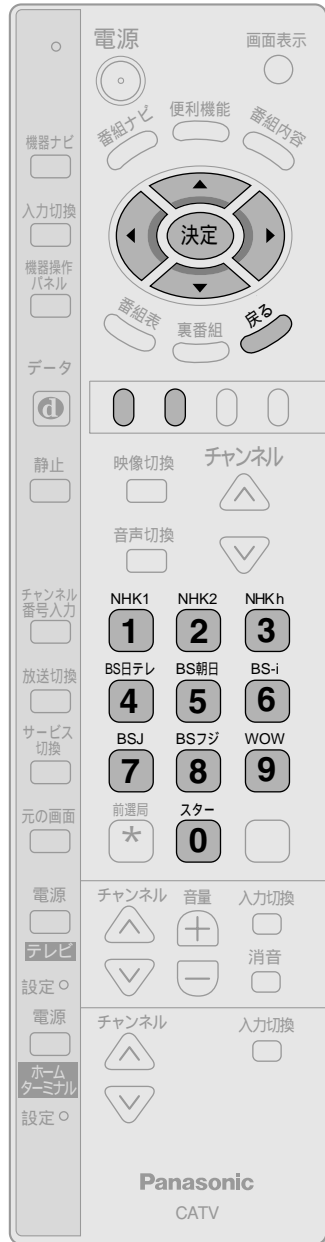 電源
画面表示
番組ナビ
便利機能
番組内容
機器ナビ
入力切換
決定
機器操作
パネル
番組表
裏番組
戻る
データ
d
静止
映像切換
チャンネル
音声切換
チャンネル
番号入力
NHK1
NHK2
NHKh
1
2
3
放送切換
BS日テレ
BS朝日
BS-i
4
5
6
サービス
切換
BSJ
BSフジ
WOW
7
8
9
元の画面
前選局
スター
*
0
電源
テレビ
設定
チャンネル
音量
入力切換
+
消音
−
電源
ホーム
ターミナル
設定
チャンネル
入力切換
Panasonic
CATV